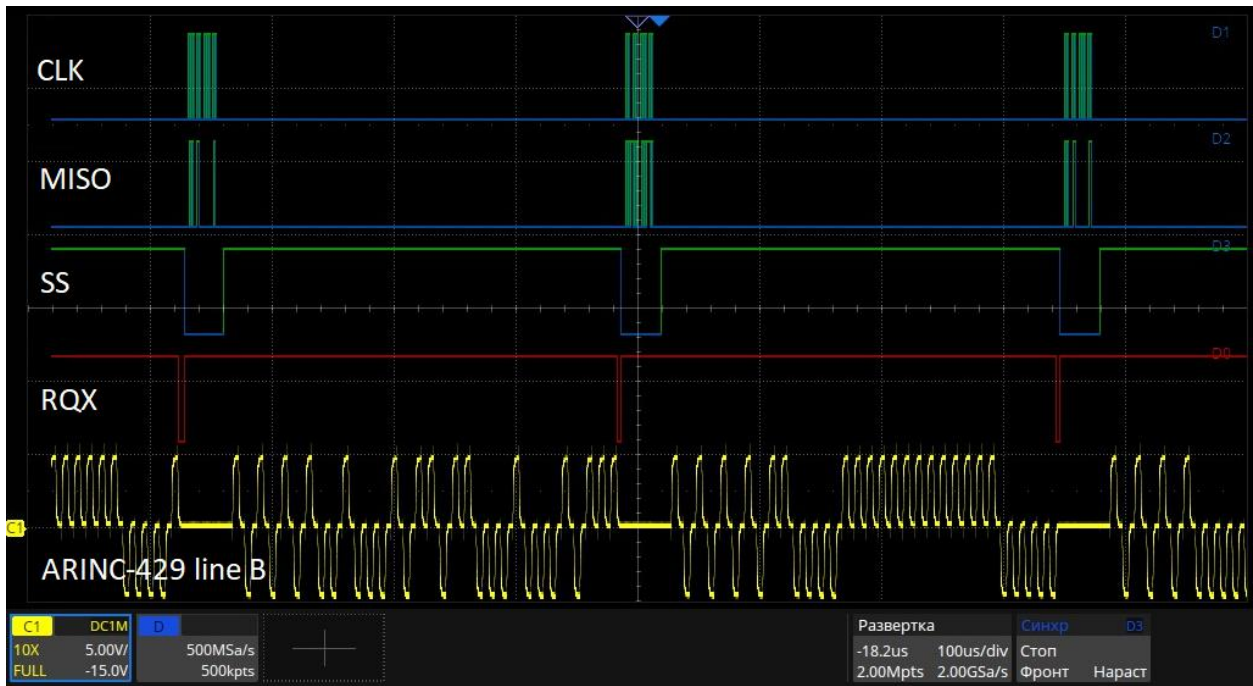 D1
CLK
D2
MISO
D3
SS
D0
RQX
C1
ARINC-429 line B
C1 DC1M D
10X 5.00V/ 500MSa/s
FULL -15.0V 500kpts
Развертка Синхр D3
-18.2us 100us/div Стоп
2.00Mpts 2.00GSa/s Фронт Нараст